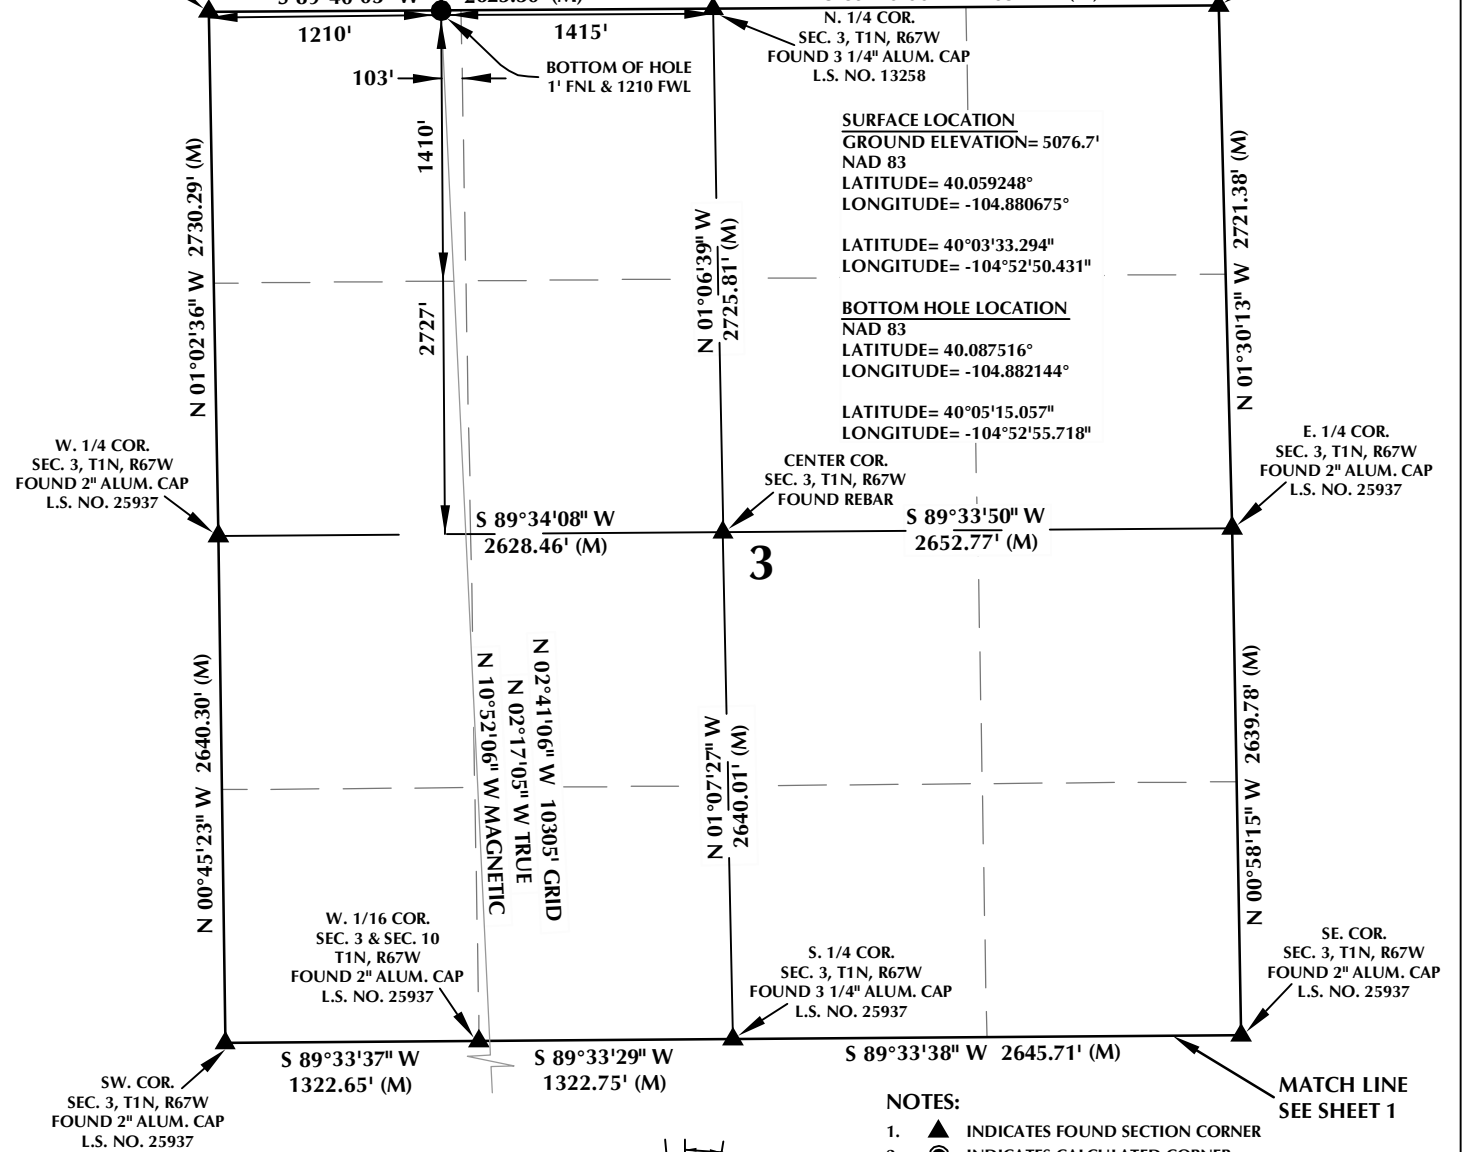 1210'
1415'
N. 1/4 COR.
SEC. 3, T1N, R67W
FOUND 3 1/4" ALUM. CAP
L.S. NO. 13258
103'
BOTTOM OF HOLE
1' FNL & 1210 FWL
1410'
2727'
N 01°02'36" W 2730.29' (M)
N 01°06'39" W
2725.81' (M)
SURFACE LOCATION
GROUND ELEVATION= 5076.7'
NAD 83
LATITUDE= 40.059248°
LONGITUDE= -104.880675°
LATITUDE= 40°03'33.294"
LONGITUDE= -104°52'50.431"
BOTTOM HOLE LOCATION
NAD 83
LATITUDE= 40.087516°
LONGITUDE= -104.882144°
LATITUDE= 40°05'15.057"
LONGITUDE= -104°52'55.718"
N 01°30'13" W 2721.38' (M)
W. 1/4 COR.
SEC. 3, T1N, R67W
FOUND 2" ALUM. CAP
L.S. NO. 25937
CENTER COR.
SEC. 3, T1N, R67W
FOUND REBAR
E. 1/4 COR.
SEC. 3, T1N, R67W
FOUND 2" ALUM. CAP
L.S. NO. 25937
S 89°34'08" W
2628.46' (M)
S 89°33'50" W
2652.77' (M)
3
N 00°45'23" W 2640.30' (M)
N 02°41'06" W 10305' GRID
N 02°17'05" W TRUE
N 10°52'06" W MAGNETIC
N 01°07'27" W
2640.01' (M)
N 00°58'15" W 2639.78' (M)
W. 1/16 COR.
SEC. 3 & SEC. 10
T1N, R67W
FOUND 2" ALUM. CAP
L.S. NO. 25937
S. 1/4 COR.
SEC. 3, T1N, R67W
FOUND 3 1/4" ALUM. CAP
L.S. NO. 25937
SE. COR.
SEC. 3, T1N, R67W
FOUND 2" ALUM. CAP
L.S. NO. 25937
S 89°33'37" W
1322.65' (M)
S 89°33'29" W
1322.75' (M)
S 89°33'38" W 2645.71' (M)
SW. COR.
SEC. 3, T1N, R67W
FOUND 2" ALUM. CAP
L.S. NO. 25937
MATCH LINE
SEE SHEET 1
NOTES:
1. INDICATES FOUND SECTION CORNER
INDICATES CALCULATED CORNER